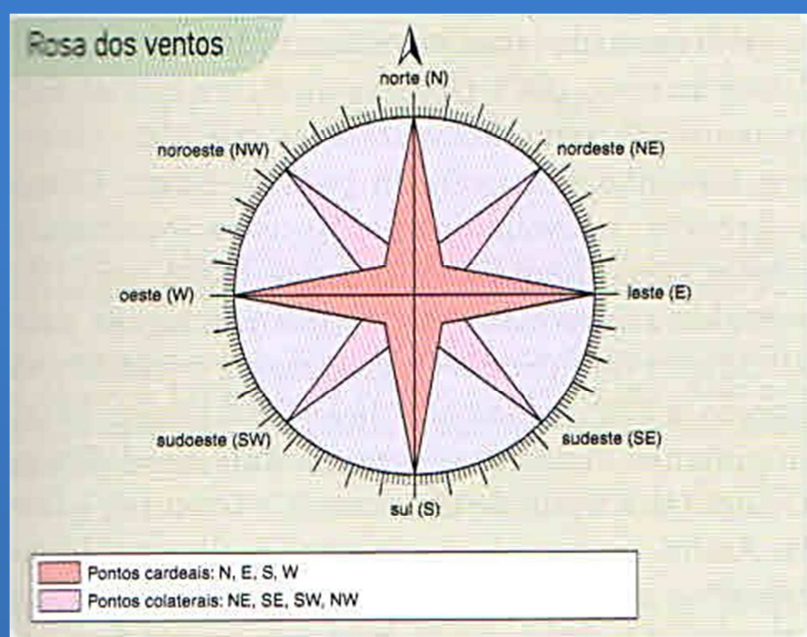 Rosa dos ventos
norte (N)
noroeste (NW)
nordeste (NE)
oeste (W)
leste (E)
sudoeste (SW)
sudeste (SE)
sul (S)
Pontos cardeais: N, E, S, W
Pontos colaterais: NE, SE, SW, NW